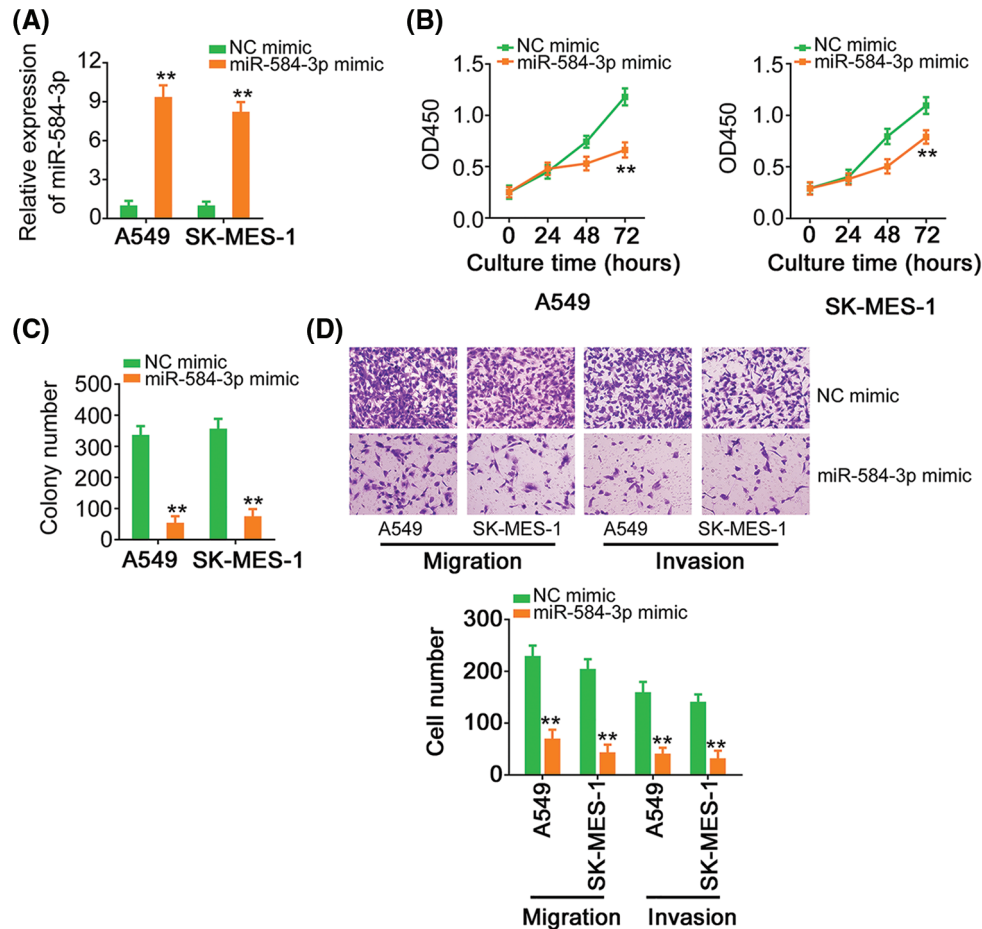 (A)
NC mimic
miR-584-3p mimic
Relative expression
of miR-584-3p
12
9
6
3
0
**
**
A549
SK-MES-1
(B)
NC mimic
miR-584-3p mimic
OD450
1.5
1.0
0.5
0.0
**
0 24 48 72
Culture time (hours)
A549
NC mimic
miR-584-3p mimic
OD450
1.5
1.0
0.5
0.0
**
0 24 48 72
Culture time (hours)
SK-MES-1
(C)
NC mimic
miR-584-3p mimic
Colony number
500
400
300
200
100
0
**
**
A549
SK-MES-1
(D)
NC mimic
miR-584-3p mimic
A549
SK-MES-1
A549
SK-MES-1
Migration
Invasion
NC mimic
miR-584-3p mimic
Cell number
300
200
100
0
**
**
**
**
A549
SK-MES-1
A549
SK-MES-1
Migration
Invasion